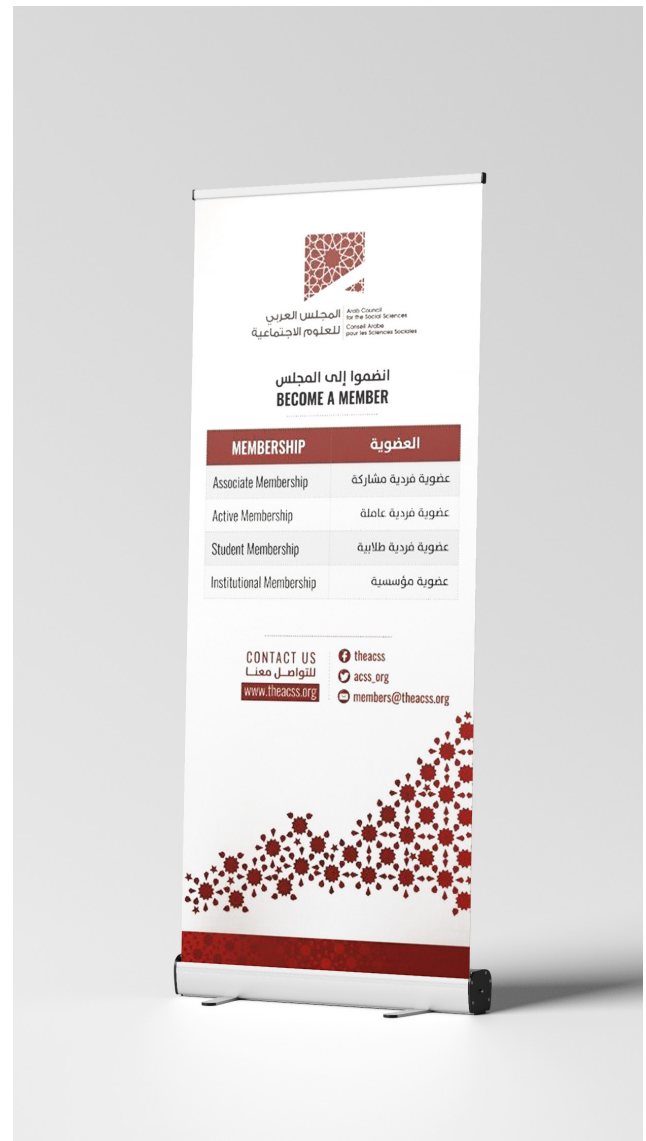 المجلس العربي
للعلوم الاجتماعية
Arab Council
for the Social Sciences
Conseil Arabe
pour les Sciences Sociales
انضموا إلى المجلس
BECOME A MEMBER
MEMBERSHIP العضوية
Associate Membership عضوية فردية مشاركة
Active Membership عضوية فردية عاملة
Student Membership عضوية فردية طلابية
Institutional Membership عضوية مؤسسية
CONTACT US
للتواصــل معنــا
www.theacss.org
theacss
acss_org
members@theacss.org